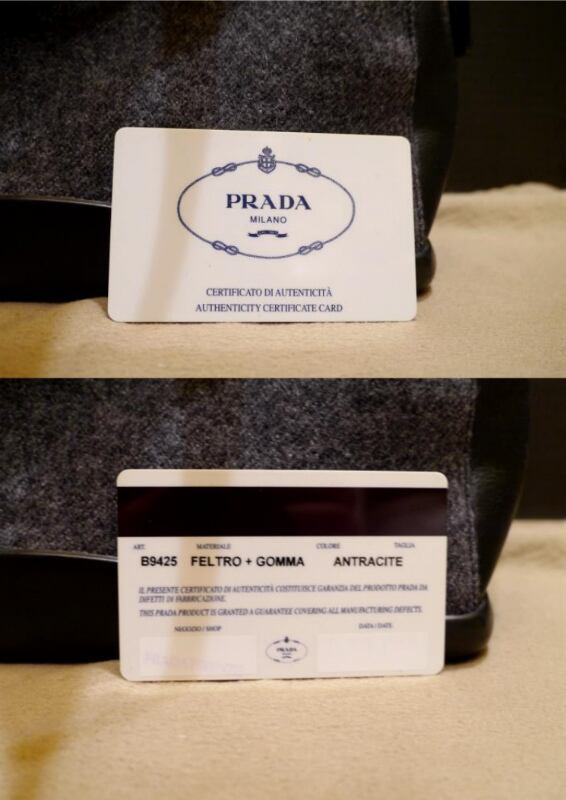 PRADA
MILANO
CERTIFICATO DI AUTENTICITÀ
AUTHENTICITY CERTIFICATE CARD
ART. MATERIALE COLORE TAGLIA
B9425 FELTRO + GOMMA ANTRACITE
IL PRESENTE CERTIFICATO DI AUTENTICITÀ COSTITUISCE GARANZIA DEL PRODOTTO PRADA DA
DIFETTI DI FABBRICAZIONE.
THIS PRADA PRODUCT IS GRANTED A GUARANTEE COVERING ALL MANUFACTURING DEFECTS.
NEGOZIO / SHOP DATA / DATE
PRADA